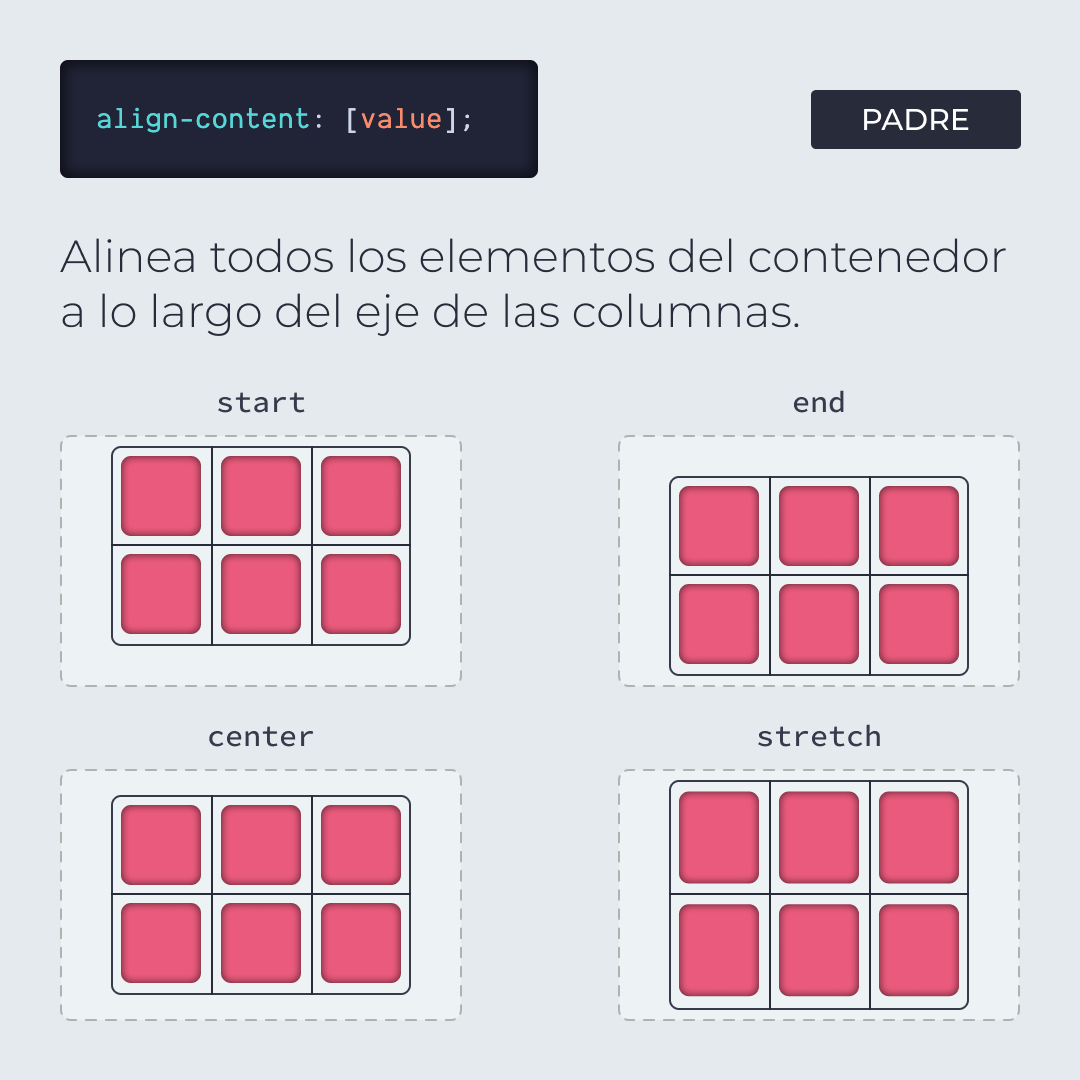 align-content: [value];
PADRE
Alinea todos los elementos del contenedor
a lo largo del eje de las columnas.
start
end
center
stretch